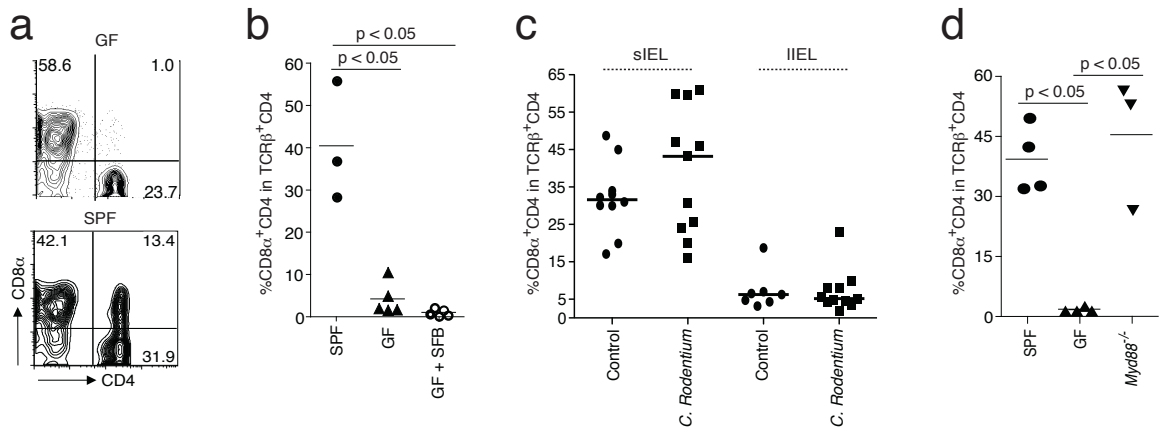 a
GF
58.6 1.0
23.7
SPF
42.1 13.4
31.9
CD8α
CD4
b
p < 0.05
p < 0.05
%CD8α⁺CD4 in TCRβ⁺CD4
60
50
40
30
20
10
0
SPF
GF
GF + SFB
c
sIEL lIEL
%CD8α⁺CD4 in TCRβ⁺CD4
65
55
45
35
25
15
5
0
Control
C. Rodentium
Control
C. Rodentium
d
p < 0.05
p < 0.05
%CD8α⁺CD4 in TCRβ⁺CD4
60
45
30
15
0
SPF
GF
Myd88⁻/⁻